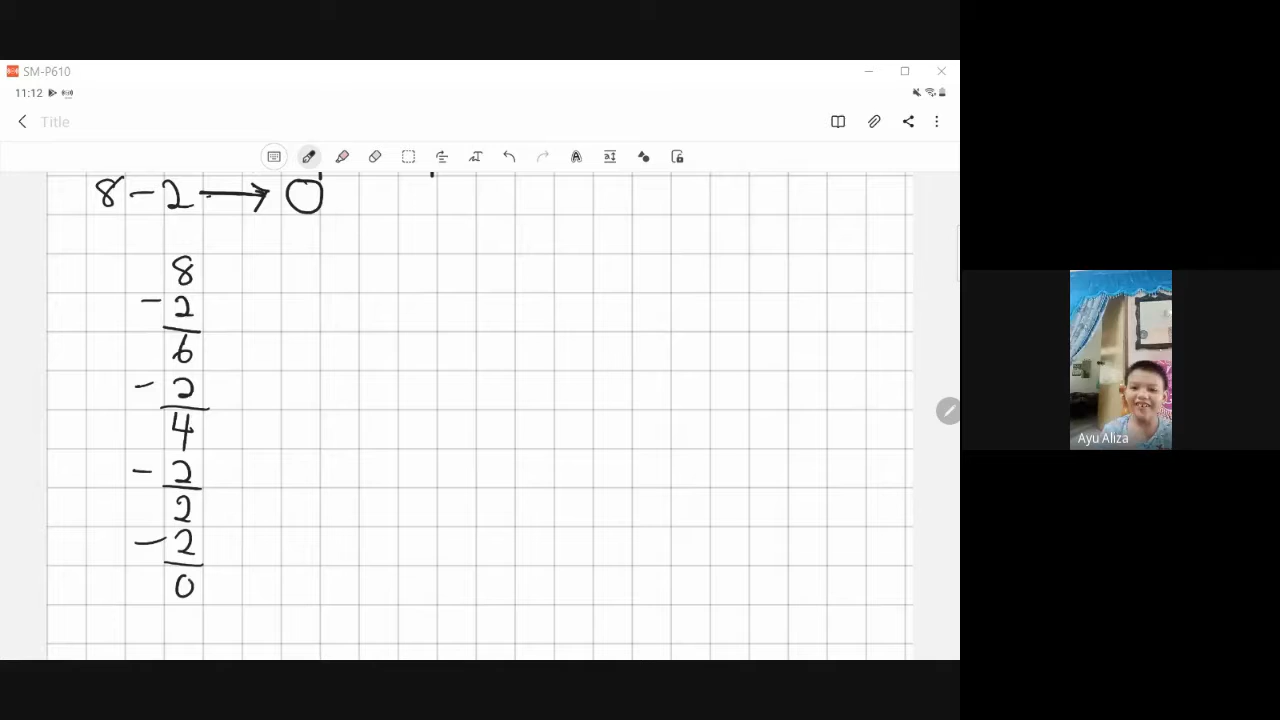 SM-P610
11:12
Title
8 - 2 → 0
8
- 2
6
- 2
4
- 2
2
- 2
0
Ayu Aliza